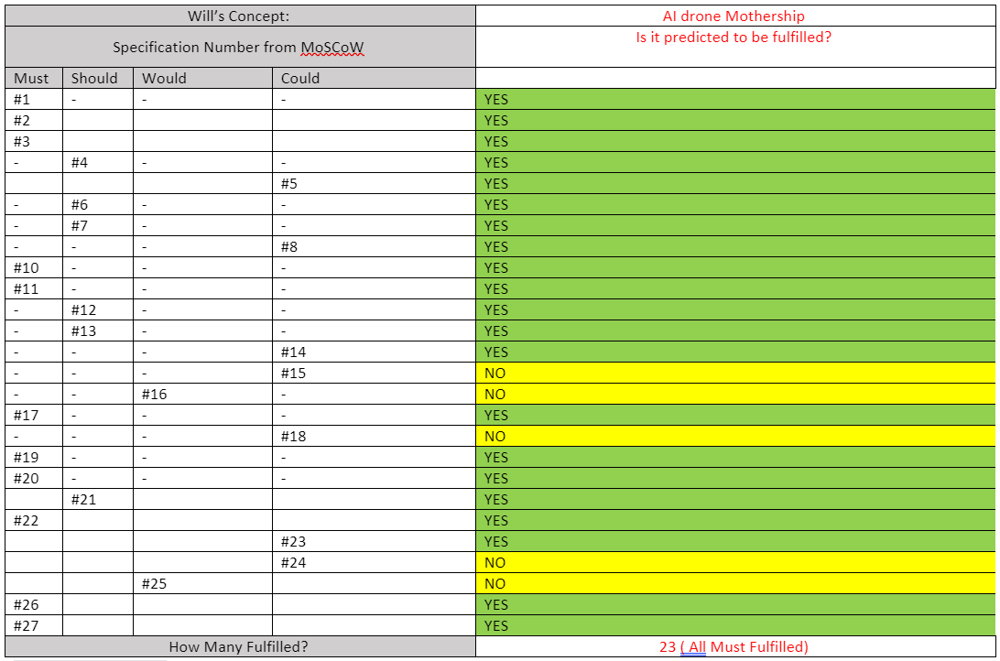 Will’s Concept: AI drone Mothership
Specification Number from MoSCoW Is it predicted to be fulfilled?
Must Should Would Could
#1 - - - YES
#2 YES
#3 YES
- #4 - - YES
#5 YES
- #6 - - YES
- #7 - - YES
- - - #8 YES
#10 - - - YES
#11 - - - YES
- #12 - - YES
- #13 - - YES
- - - #14 YES
- - - #15 NO
- - #16 - NO
#17 - - - YES
- - - #18 NO
#19 - - - YES
#20 - - - YES
#21 YES
#22 YES
#23 YES
#24 NO
#25 NO
#26 YES
#27 YES
How Many Fulfilled? 23 ( All Must Fulfilled)